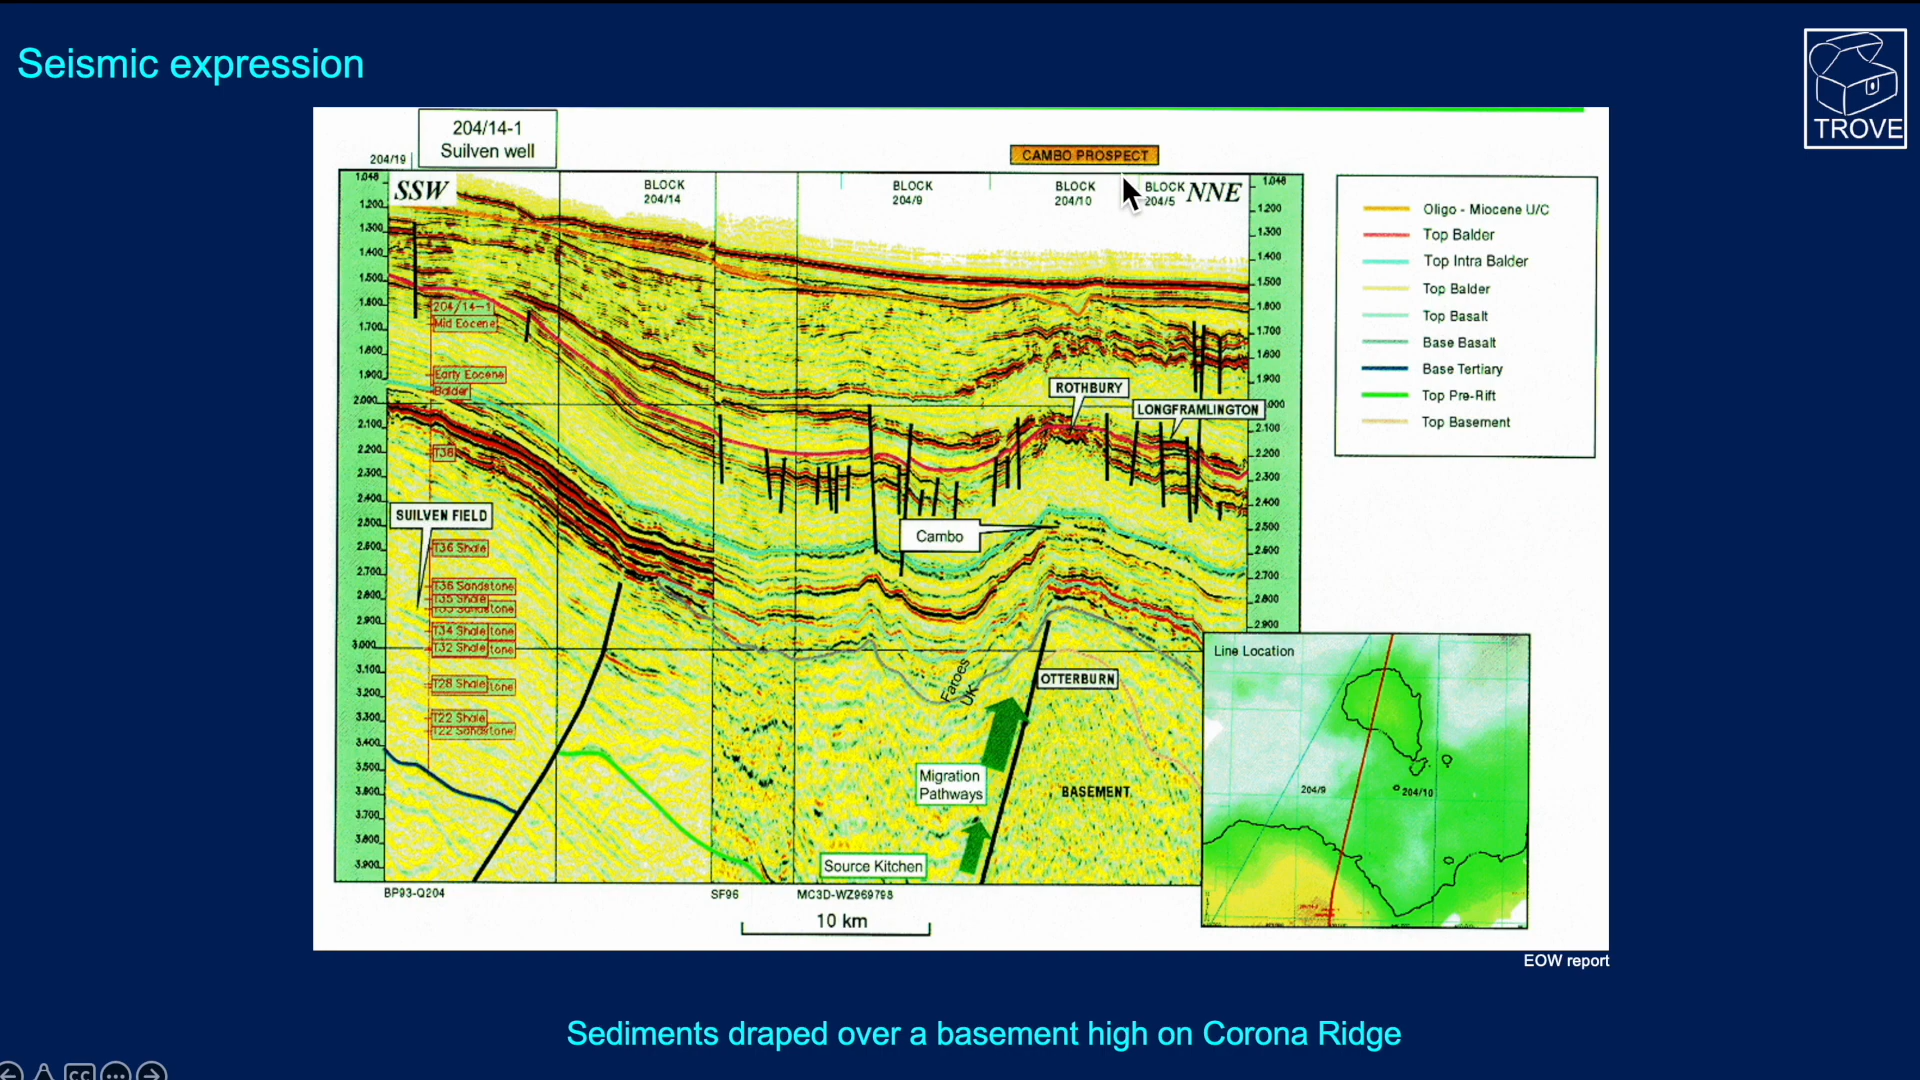 Seismic expression
TROVE
204/14-1
Suilven well
204/19
CAMBO PROSPECT
SSW
BLOCK
204/14
BLOCK
204/9
BLOCK
204/10
BLOCK
204/5
NNE
1.048
1.200
1.300
1.400
1.500
1.600
1.700
1.800
1.900
2.000
2.100
2.200
2.300
2.400
2.500
2.600
2.700
2.800
2.900
3.000
3.100
3.200
3.300
3.400
3.500
3.600
3.700
3.800
3.900
1.048
1.200
1.300
1.400
1.500
1.600
1.700
1.800
1.900
000
2.100
2.200
2.300
2.400
2.500
2.600
2.700
2.800
2.900
204/14-1
Mid Eocene
Early Eocene
Balder
T38
SUILVEN FIELD
T36 Shale
T36 Sandstone
T35 Shale
T35 Sandstone
T34 Shale
tone
T32 Shale
tone
T28 Shale
tone
T22 Shale
T22 Sandstone
ROTHBURY
LONGFRAMLINGTON
Cambo
Faroes
UK
OTTERBURN
Migration
Pathways
BASEMENT
Source Kitchen
BP93-Q204
SF96
MC3D-WZ969798
10 km
Oligo - Miocene U/C
Top Balder
Top Intra Balder
Top Balder
Top Basalt
Base Basalt
Base Tertiary
Top Pre-Rift
Top Basement
Line Location
204/9
204/10
EOW report
Sediments draped over a basement high on Corona Ridge
CC